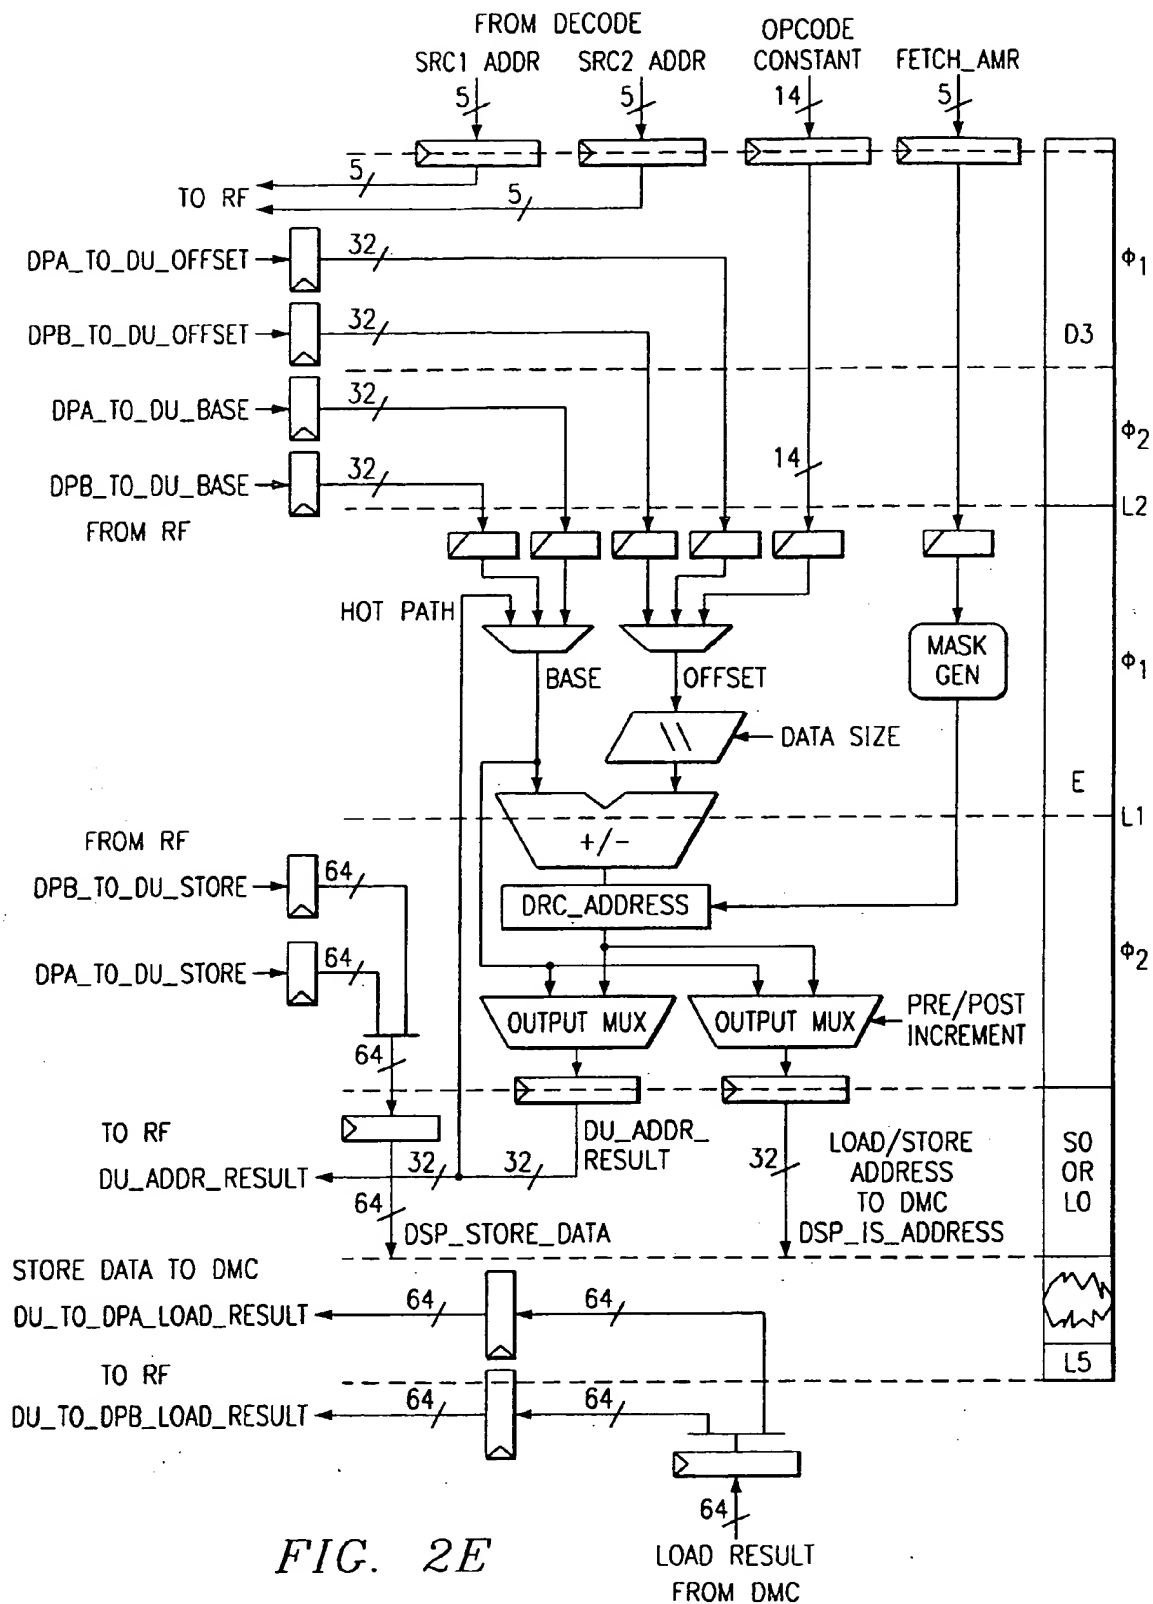 FROM DECODE
SRC1 ADDR
SRC2 ADDR
OPCODE
CONSTANT
FETCH_AMR
5
5
14
5
TO RF
5
5
DPA_TO_DU_OFFSET
32
Φ1
DPB_TO_DU_OFFSET
32
D3
DPA_TO_DU_BASE
32
Φ2
DPB_TO_DU_BASE
32
14
FROM RF
L2
HOT PATH
BASE
OFFSET
MASK
GEN
Φ1
DATA SIZE
E
+/-
L1
FROM RF
DPB_TO_DU_STORE
64
DRC_ADDRESS
DPA_TO_DU_STORE
64
Φ2
OUTPUT MUX
OUTPUT MUX
PRE/POST
INCREMENT
64
TO RF
DU_ADDR_RESULT
32
32
DU_ADDR_
RESULT
32
LOAD/STORE
ADDRESS
TO DMC
DSP_IS_ADDRESS
S0
OR
L0
64
DSP_STORE_DATA
STORE DATA TO DMC
DU_TO_DPA_LOAD_RESULT
64
64
L5
TO RF
DU_TO_DPB_LOAD_RESULT
64
64
64
LOAD RESULT
FROM DMC
FIG. 2E